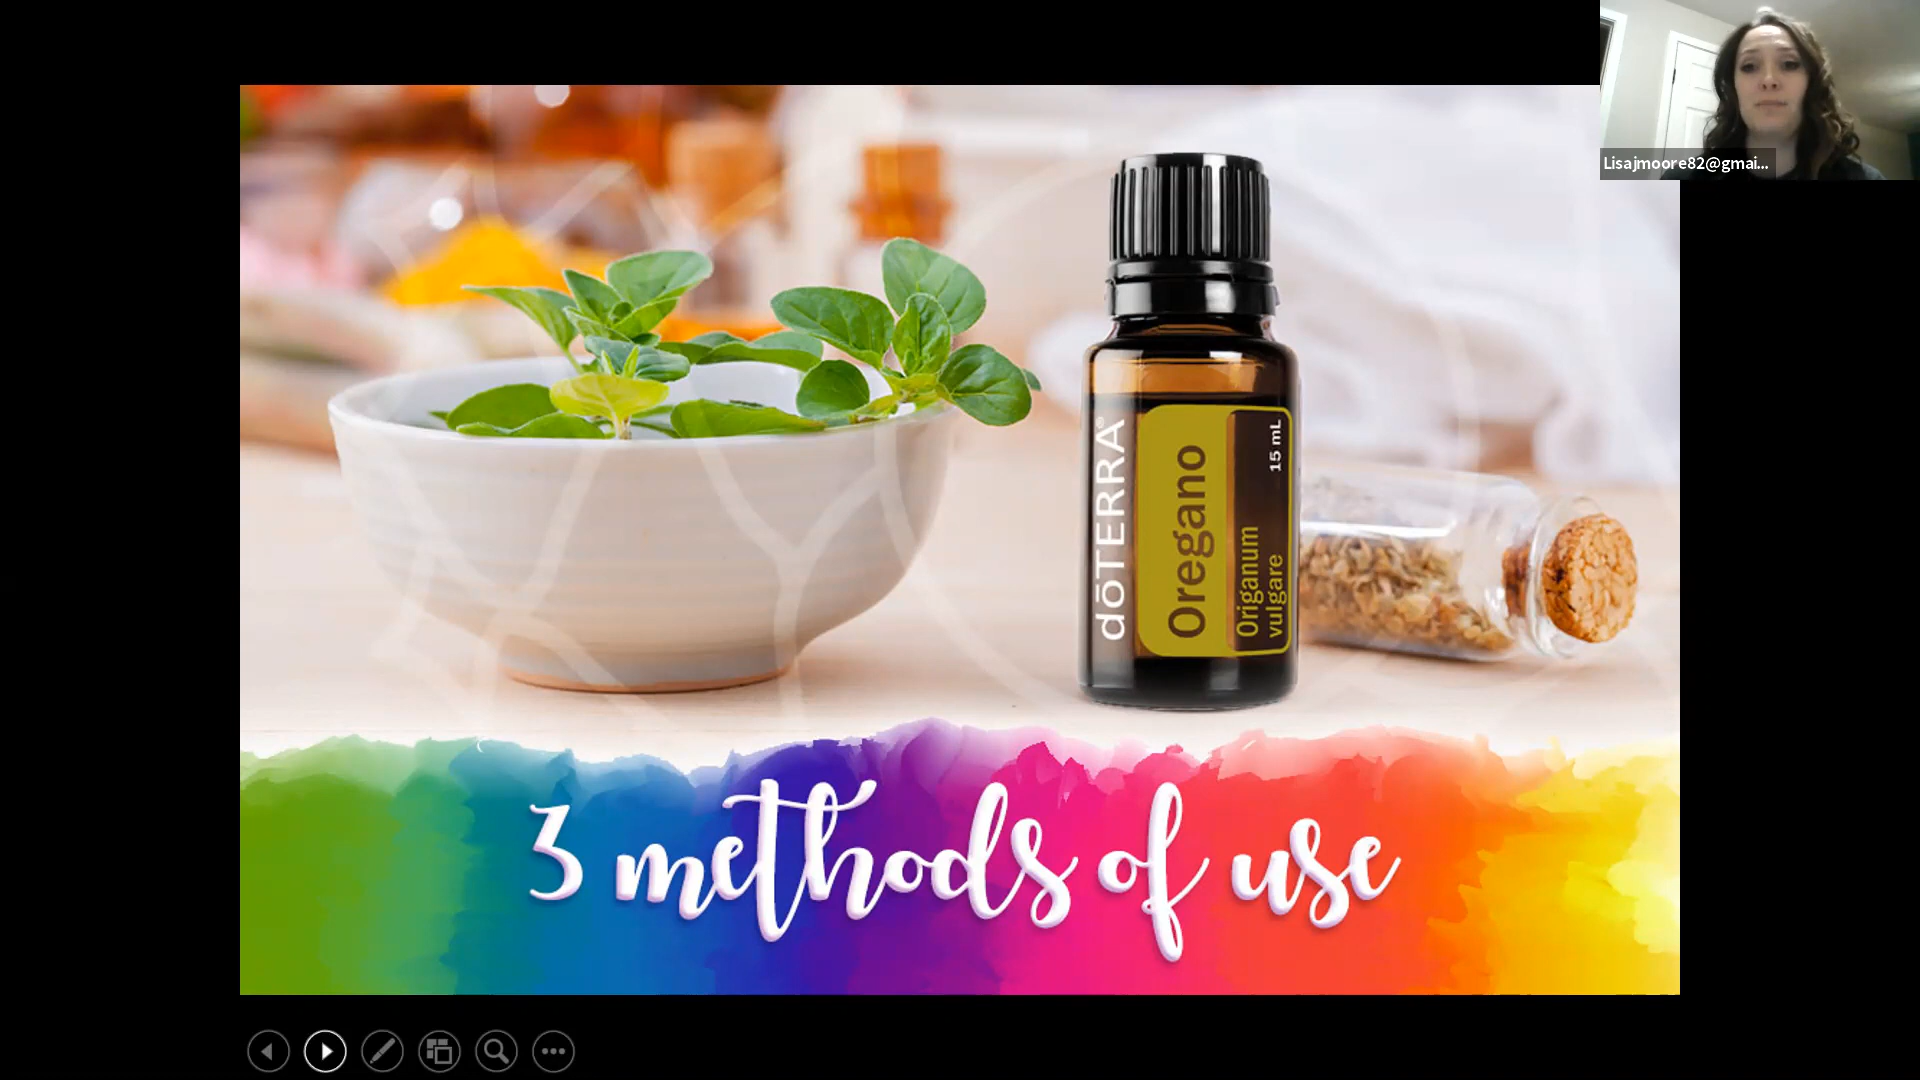 Lisajmoore82@gmai...
dōTERRA®
Oregano
Origanum
vulgare
15 mL
3 methods of use